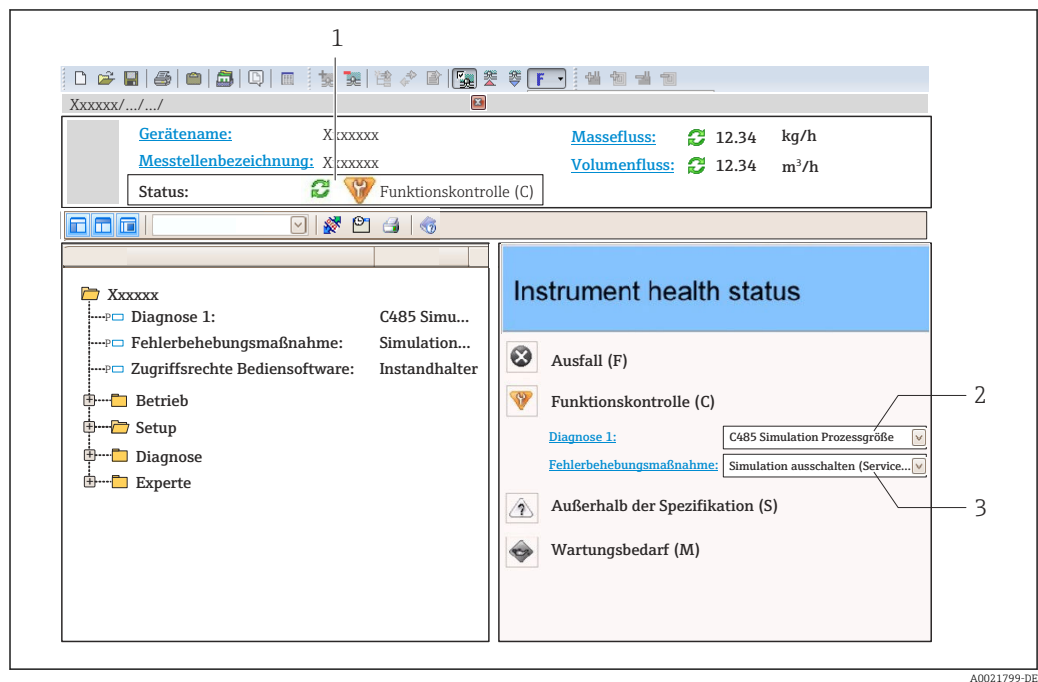 1
F
Xxxxxx/.../.../
Gerätename: Xxxxxxx
Messtellenbezeichnung: Xxxxxxx
Status: Funktionskontrolle (C)
Massefluss: 12.34 kg/h
Volumenfluss: 12.34 m³/h
Xxxxxx
P Diagnose 1: C485 Simu...
P Fehlerbehebungsmaßnahme: Simulation...
P Zugriffsrechte Bediensoftware: Instandhalter
Betrieb
Setup
Diagnose
Experte
Instrument health status
Ausfall (F)
Funktionskontrolle (C)
2
Diagnose 1: C485 Simulation Prozessgröße
Fehlerbehebungsmaßnahme: Simulation ausschalten (Service...
Außerhalb der Spezifikation (S)
3
Wartungsbedarf (M)
A0021799-DE